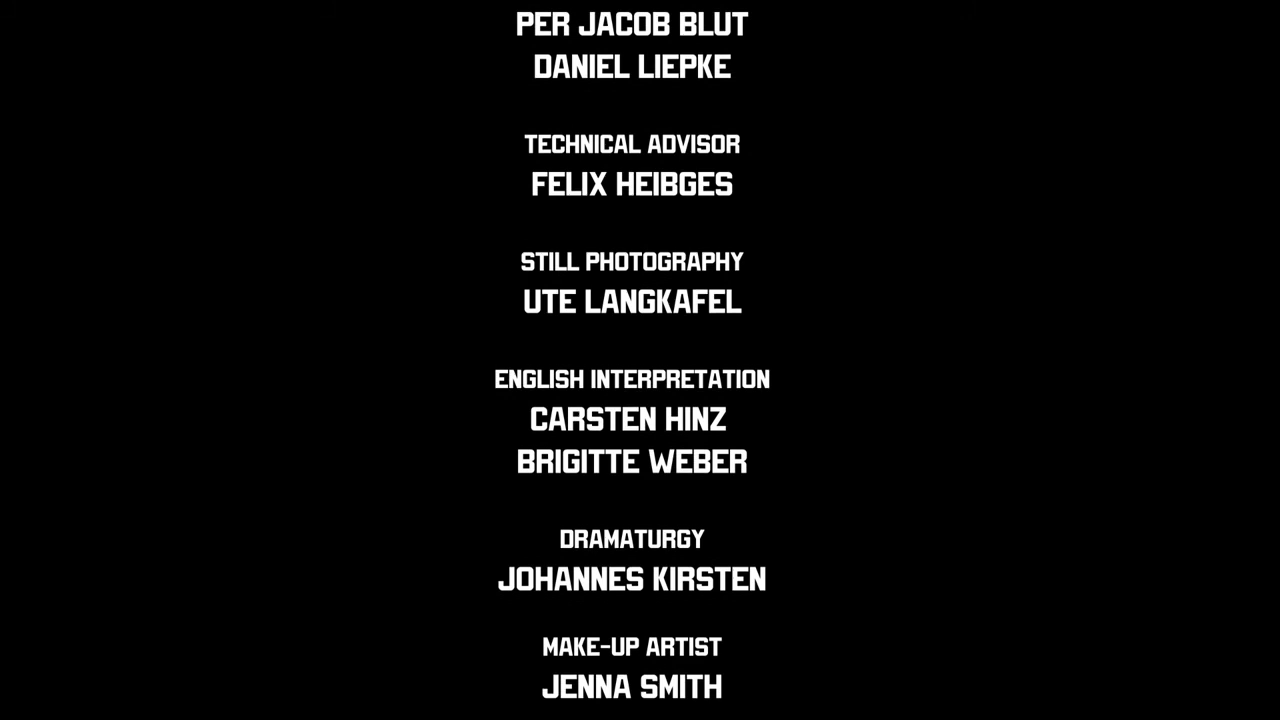 PER JACOB BLUT
DANIEL LIEPKE
TECHNICAL ADVISOR
FELIX HEIBGES
STILL PHOTOGRAPHY
UTE LANGKAFEL
ENGLISH INTERPRETATION
CARSTEN HINZ
BRIGITTE WEBER
DRAMATURGY
JOHANNES KIRSTEN
MAKE-UP ARTIST
JENNA SMITH